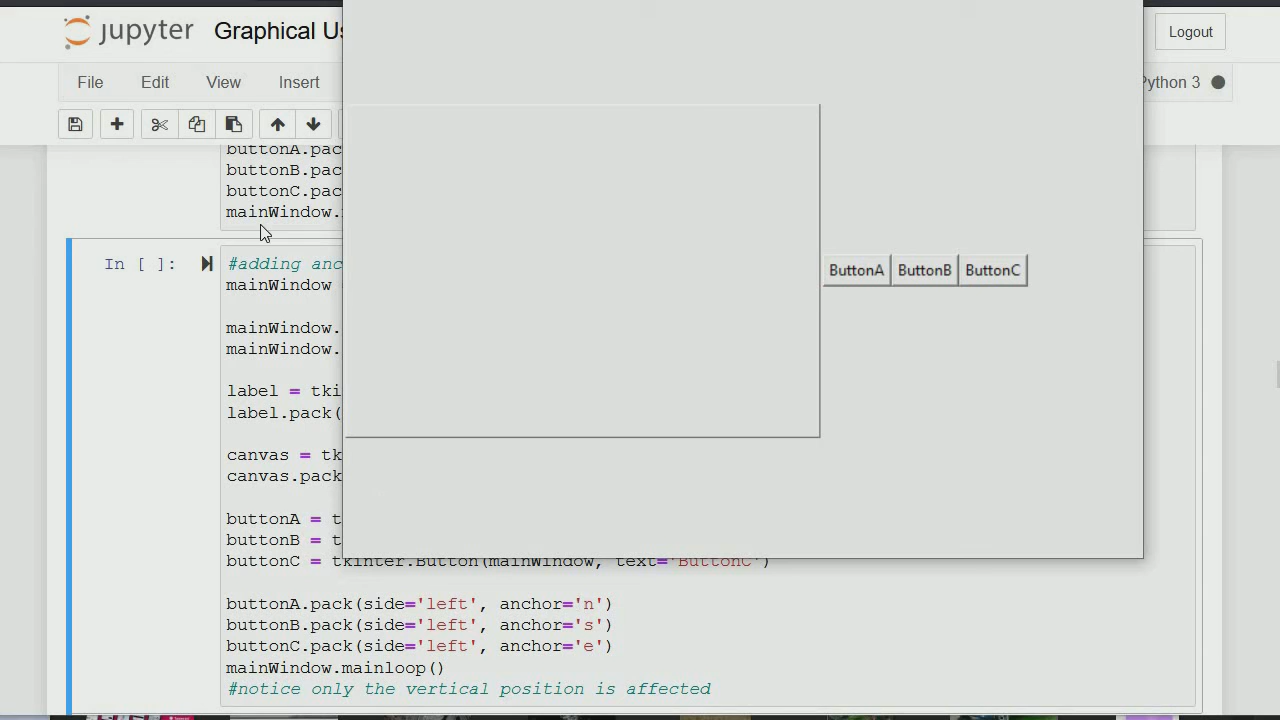 jupyter Graphical Us
Logout
File Edit View Insert
Python 3
buttonA.pac
buttonB.pac
buttonC.pac
mainWindow.
In [ ]:
#adding anc
mainWindow
mainWindow.
mainWindow.
label = tki
label.pack(
canvas = tk
canvas.pack
buttonA = t
buttonB = t
buttonC = tkinter.Button(mainWindow, text='ButtonC')
buttonA.pack(side='left', anchor='n')
buttonB.pack(side='left', anchor='s')
buttonC.pack(side='left', anchor='e')
mainWindow.mainloop()
#notice only the vertical position is affected
ButtonA ButtonB ButtonC